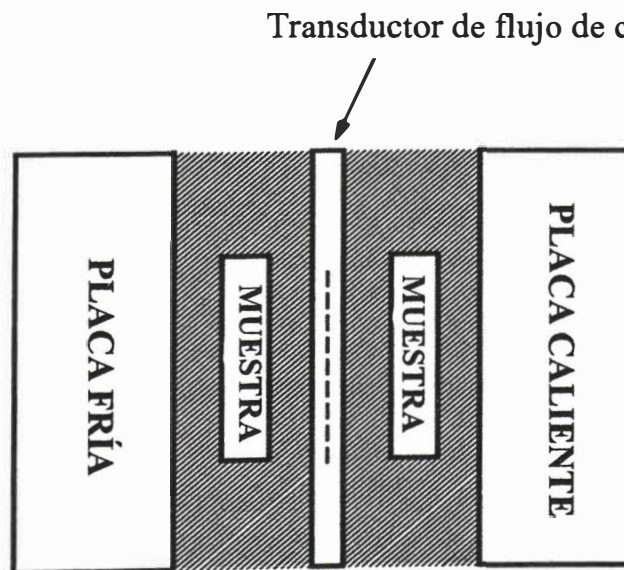 Transductor de flujo de c
PLACA FRÍA
MUESTRA
MUESTRA
PLACA CALIENTE